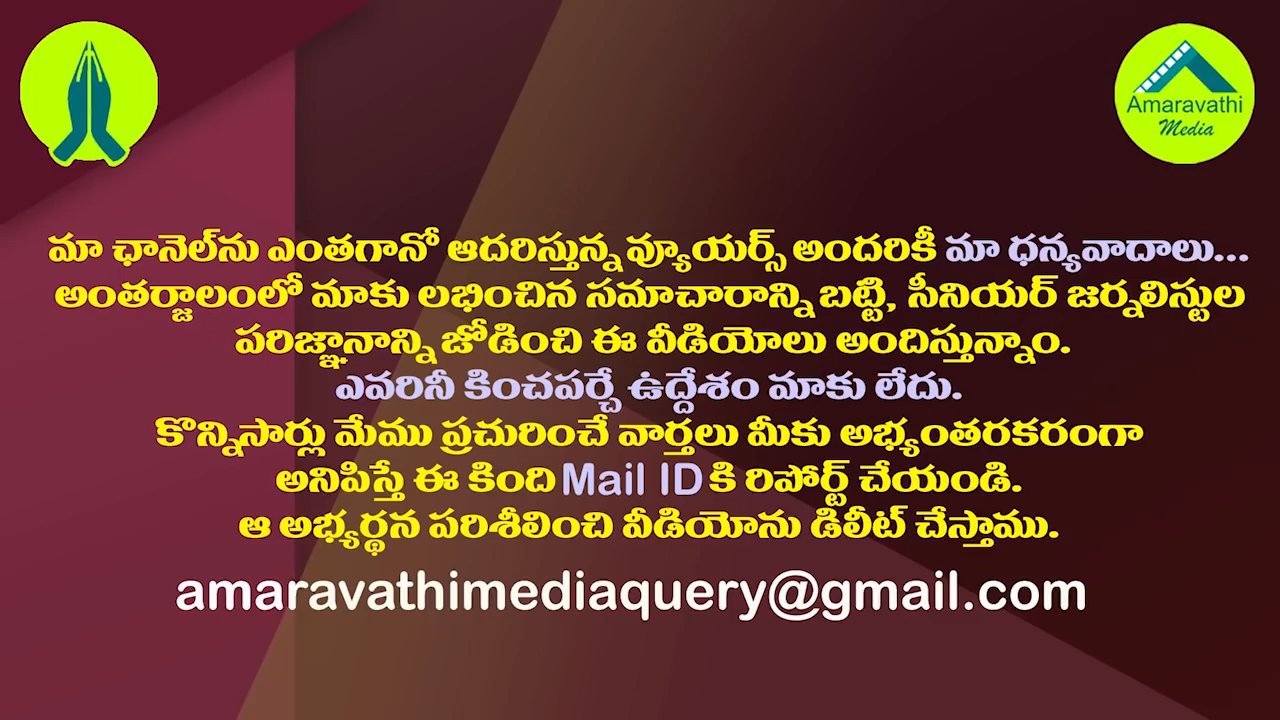 Amaravathi
Media
మా ఛానెల్‌ను ఎంతగానో ఆదరిస్తున్న వ్యూయర్స్ అందరికీ మా ధన్యవాదాలు...
అంతర్జాలంలో మాకు లభించిన సమాచారాన్ని బట్టి, సీనియర్ జర్నలిస్టుల
పరిజ్ఞానాన్ని జోడించి ఈ వీడియోలు అందిస్తున్నాం.
ఎవరినీ కించపర్చే ఉద్దేశం మాకు లేదు.
కొన్నిసార్లు మేము ప్రచురించే వార్తలు మీకు అభ్యంతరకరంగా
అనిపిస్తే ఈ కింది Mail ID కి రిపోర్ట్ చేయండి.
ఆ అభ్యర్థన పరిశీలించి వీడియోను డిలీట్ చేస్తాము.
amaravathimediaquery@gmail.com